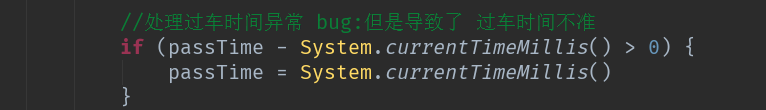 //处理过车时间异常 bug:但是导致了 过车时间不准
if (passTime - System.currentTimeMillis() > 0) {
passTime = System.currentTimeMillis()
}